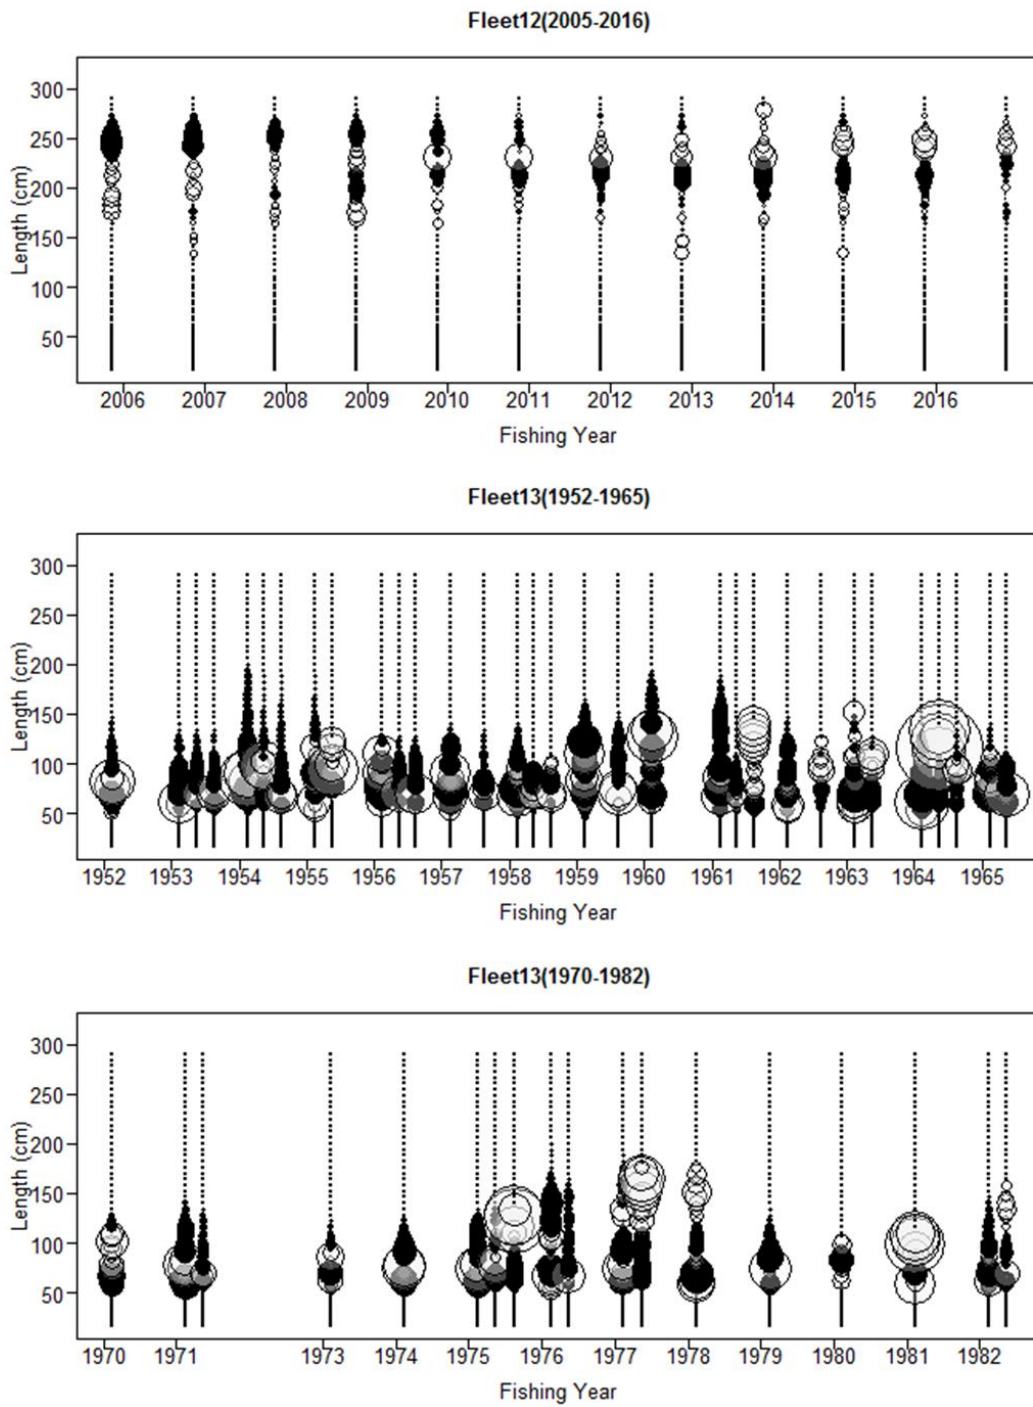 Fleet12(2005-2016)
300
250
200
150
100
50
Length (cm)
2006 2007 2008 2009 2010 2011 2012 2013 2014 2015 2016
Fishing Year
Fleet13(1952-1965)
300
250
200
150
100
50
Length (cm)
1952 1953 1954 1955 1956 1957 1958 1959 1960 1961 1962 1963 1964 1965
Fishing Year
Fleet13(1970-1982)
300
250
200
150
100
50
Length (cm)
1970 1971 1973 1974 1975 1976 1977 1978 1979 1980 1981 1982
Fishing Year